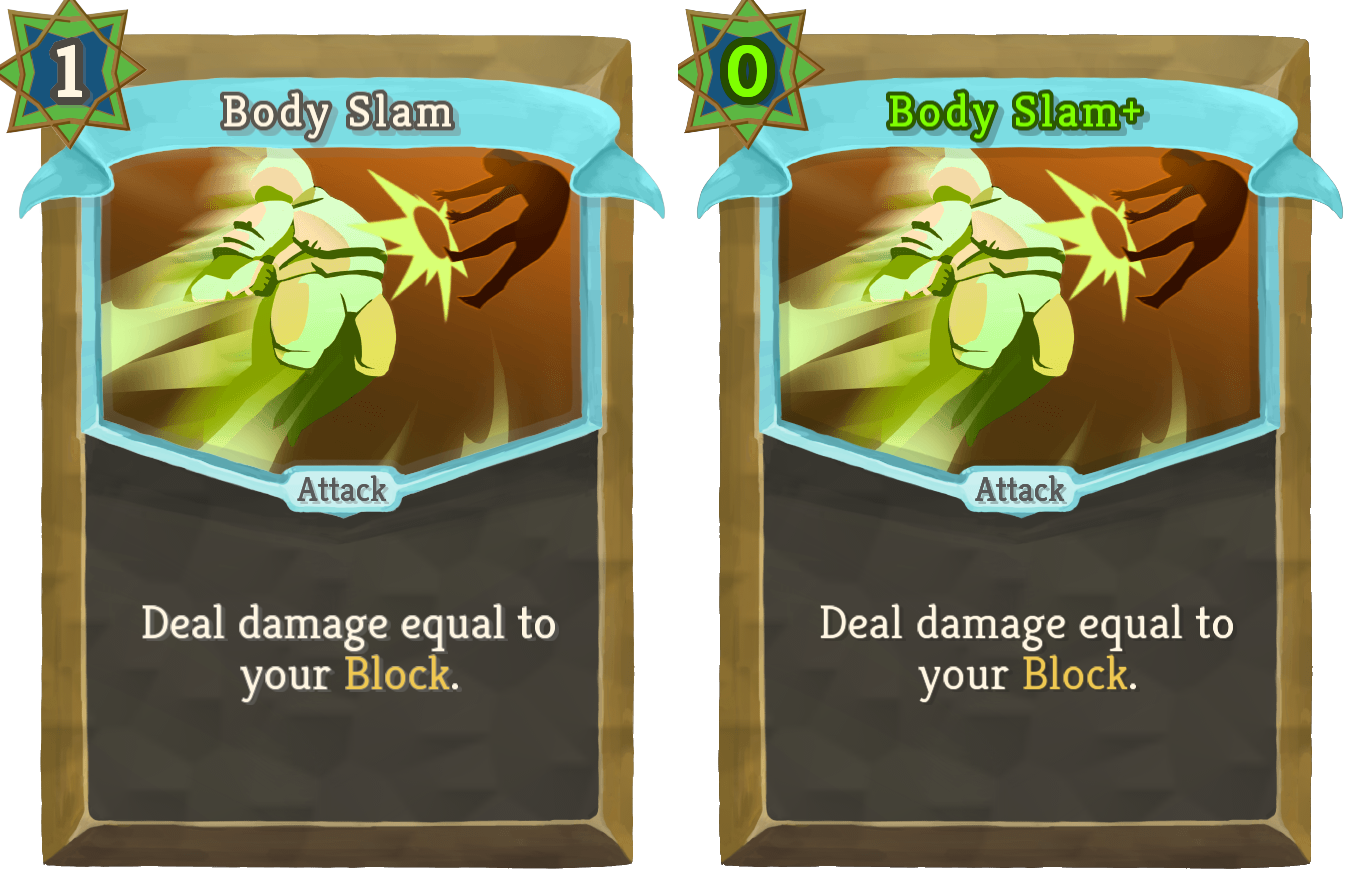 1
Body Slam
Attack
Deal damage equal to
your Block.
0
Body Slam+
Attack
Deal damage equal to
your Block.